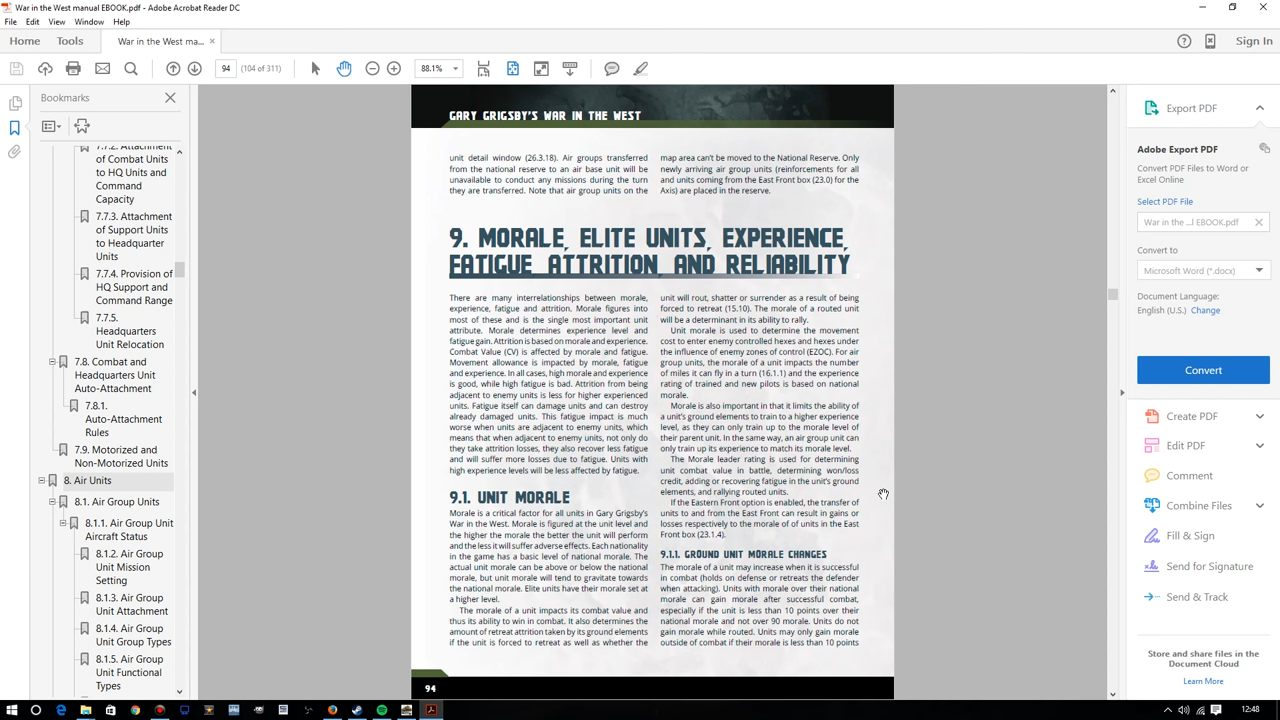 War in the West manual EBOOK.pdf - Adobe Acrobat Reader DC
File Edit View Window Help
Home Tools War in the West ma... × Sign In
94 (104 of 311) 88.1%
Bookmarks
7.7.2. Attachment
of Combat Units
to HQ Units and
Command
Capacity
7.7.3. Attachment
of Support Units
to Headquarter
Units
7.7.4. Provision of
HQ Support and
Command Range
7.7.5.
Headquarters
Unit Relocation
7.8. Combat and
Headquarters Unit
Auto-Attachment
7.8.1.
Auto-Attachment
Rules
7.9. Motorized and
Non-Motorized Units
8. Air Units
8.1. Air Group Units
8.1.1. Air Group Unit
Aircraft Status
8.1.2. Air Group
Unit Mission
Setting
8.1.3. Air Group
Unit Attachment
8.1.4. Air Group
Unit Group Types
8.1.5. Air Group
Unit Functional
Types
GARY GRIGSBY'S WAR IN THE WEST
unit detail window (26.3.18). Air groups transferred
from the national reserve to an air base unit will be
unavailable to conduct any missions during the turn
they are transferred. Note that air group units on the
map area can't be moved to the National Reserve. Only
newly arriving air group units (reinforcements for all
and units coming from the East Front box (23.0) for the
Axis) are placed in the reserve.
9. MORALE, ELITE UNITS, EXPERIENCE,
FATIGUE ATTRITION AND RELIABILITY
There are many interrelationships between morale,
experience, fatigue and attrition. Morale figures into
most of these and is the single most important unit
attribute. Morale determines experience level and
fatigue gain. Attrition is based on morale and experience.
Combat Value (CV) is affected by morale and fatigue.
Movement allowance is impacted by morale, fatigue
and experience. In all cases, high morale and experience
is good, while high fatigue is bad. Attrition from being
adjacent to enemy units is less for higher experienced
units. Fatigue itself can damage units and can destroy
already damaged units. This fatigue impact is much
worse when units are adjacent to enemy units, which
means that when adjacent to enemy units, not only do
they take attrition losses, they also recover less fatigue
and will suffer more losses due to fatigue. Units with
high experience levels will be less affected by fatigue.
9.1. UNIT MORALE
Morale is a critical factor for all units in Gary Grigsby's
War in the West. Morale is figured at the unit level and
the higher the morale the better the unit will perform
and the less it will suffer adverse effects. Each nationality
in the game has a basic level of national morale. The
actual unit morale can be above or below the national
morale, but unit morale will tend to gravitate towards
the national morale. Elite units have their morale set at
a higher level.
The morale of a unit impacts its combat value and
thus its ability to win in combat. It also determines the
amount of retreat attrition taken by its ground elements
if the unit is forced to retreat as well as whether the
unit will rout, shatter or surrender as a result of being
forced to retreat (15.10). The morale of a routed unit
will be a determinant in its ability to rally.
Unit morale is used to determine the movement
cost to enter enemy controlled hexes and hexes under
the influence of enemy zones of control (EZOC). For air
group units, the morale of a unit impacts the number
of miles it can fly in a turn (16.1.1) and the experience
rating of trained and new pilots is based on national
morale.
Morale is also important in that it limits the ability of
a unit's ground elements to train to a higher experience
level, as they can only train up to the morale level of
their parent unit. In the same way, an air group unit can
only train up its experience to match its morale level.
The Morale leader rating is used for determining
unit combat value in battle, determining won/loss
credit, adding or recovering fatigue in the unit's ground
elements, and rallying routed units.
If the Eastern Front option is enabled, the transfer of
units to and from the East Front can result in gains or
losses respectively to the morale of of units in the East
Front box (23.1.4).
9.1.1. GROUND UNIT MORALE CHANGES
The morale of a unit may increase when it is successful
in combat (holds on defense or retreats the defender
when attacking). Units with morale over their national
morale can gain morale after successful combat,
especially if the unit is less than 10 points over their
national morale and not over 90 morale. Units do not
gain morale while routed. Units may only gain morale
outside of combat if their morale is less than 10 points
94
Export PDF
Adobe Export PDF
Convert PDF Files to Word or
Excel Online
Select PDF File
War in the ...l EBOOK.pdf
Convert to
Microsoft Word (*.docx)
Document Language:
English (U.S.) Change
Convert
Create PDF
Edit PDF
Comment
Combine Files
Fill & Sign
Send for Signature
Send & Track
Store and share files in the
Document Cloud
Learn More
12:48